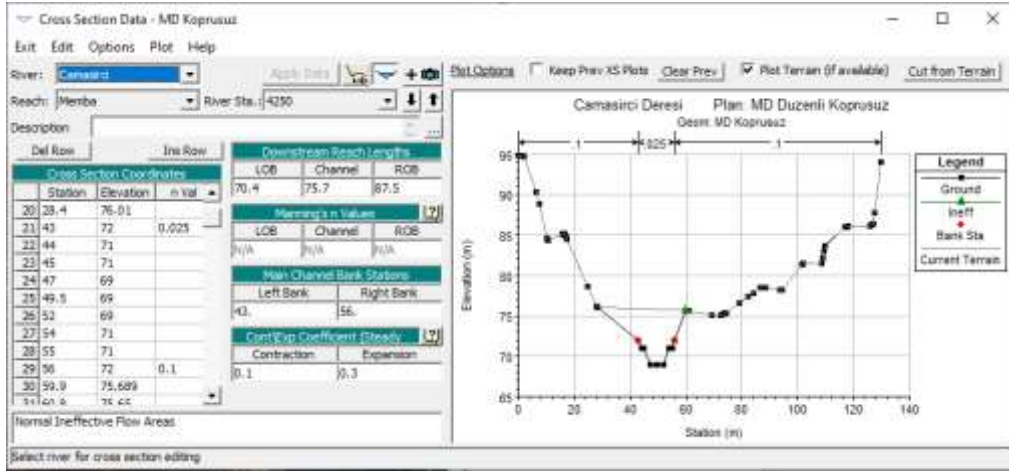 Cross Section Data - MD Koprusuz
Exit Edit Options Plot Help
River: Camasirci Apply Data Plot Options Keep Prev XS Plots Clear Prev Plot Terrain (if available) Cut from Terrain
Reach: Memba River Sta.: 4250
Description ...
Del Row Ins Row
Cross Section Coordinates
Station Elevation n Val
20 28.4 76.01
21 43 72 0.025
22 44 71
23 45 71
24 47 69
25 49.5 69
26 52 69
27 54 71
28 55 71
29 56 72 0.1
30 59.9 75.689
31 60.8 75.65
Downstream Reach Lengths
LOB Channel ROB
70.4 75.7 87.5
Manning's n Values
LOB Channel ROB
N/A N/A N/A
Main Channel Bank Stations
Left Bank Right Bank
43. 56.
Cont\Exp Coefficient (Steady
Contraction Expansion
0.1 0.3
Normal Ineffective Flow Areas
Select river for cross section editing
Camasirci Deresi Plan: MD Duzenli Koprusuz
Geom: MD Koprusuz
.1 .025 .1
95
90
85
80
75
70
65
Elevation (m)
0 20 40 60 80 100 120 140
Station (m)
Legend
Ground
Ineff
Bank Sta
Current Terrain